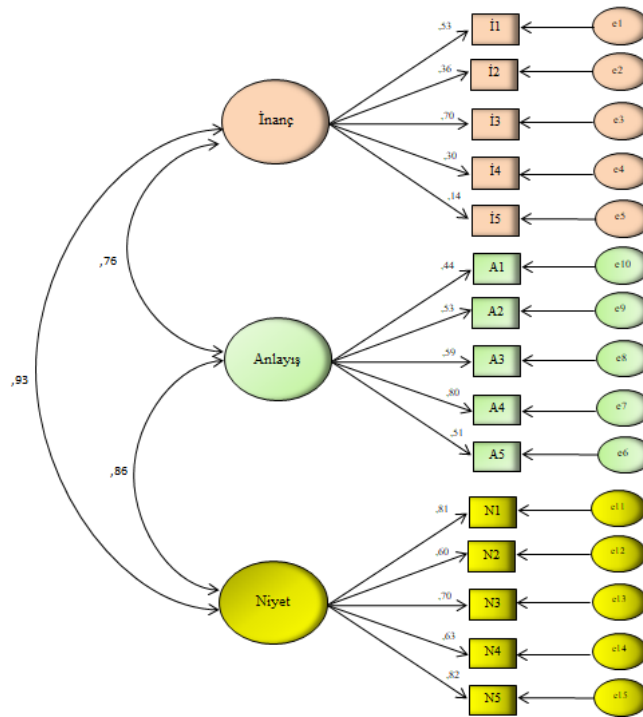 ,53
İ1
e1
,36
İ2
e2
İnanç
,70
İ3
e3
,30
İ4
e4
,14
İ5
e5
,76
,44
A1
e10
,53
A2
e9
Anlayış
,59
A3
e8
,80
A4
e7
,51
A5
e6
,93
,86
,81
N1
e11
,60
N2
e12
Niyet
,70
N3
e13
,63
N4
e14
,82
N5
e15